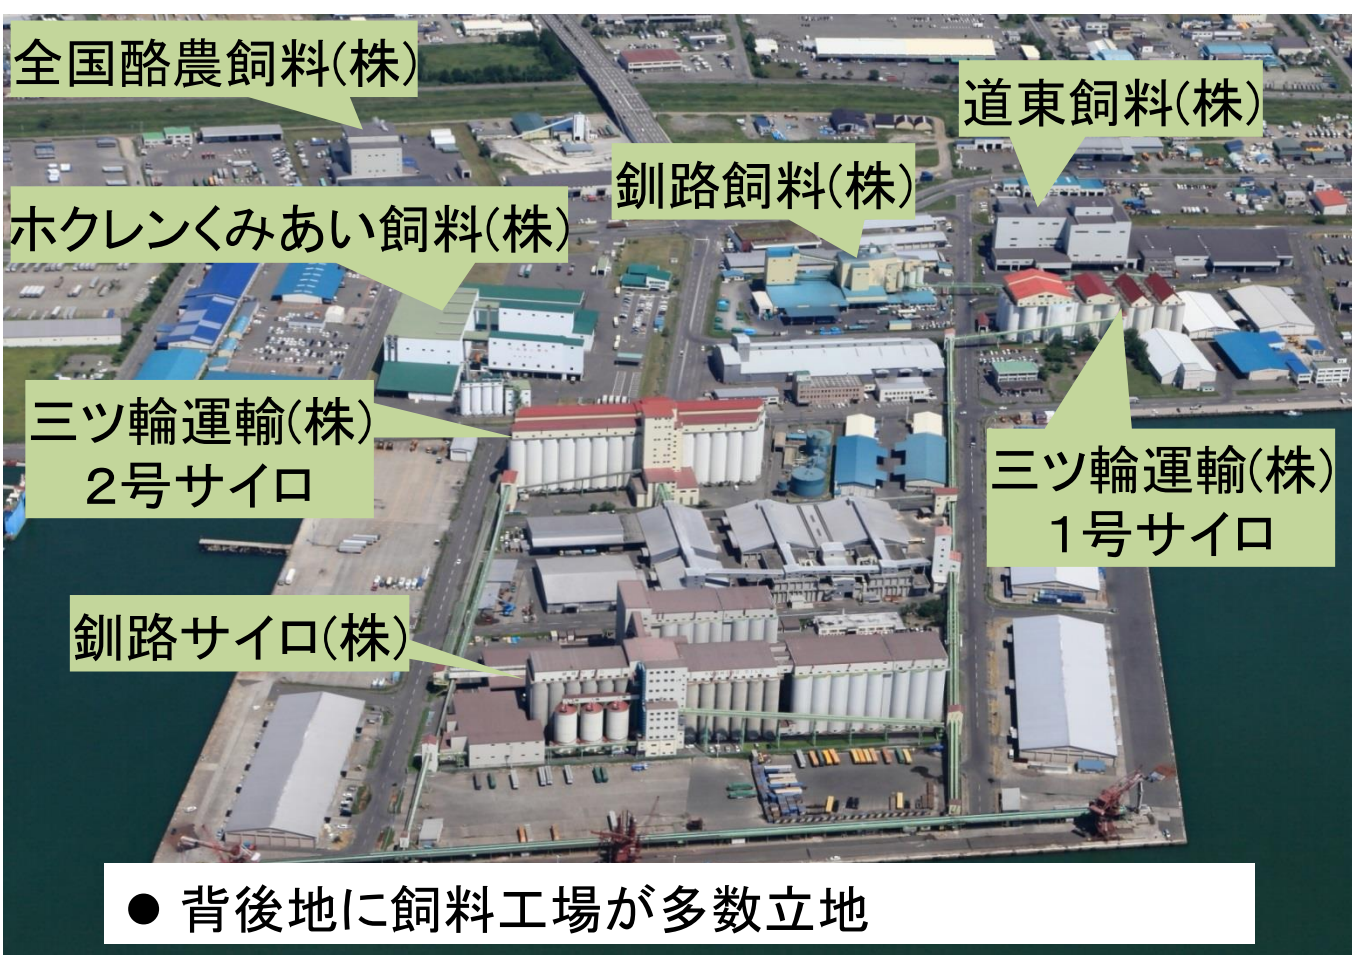 全国酪農飼料(株)
道東飼料(株)
釧路飼料(株)
ホクレンくみあい飼料(株)
三ツ輪運輸(株)
２号サイロ
三ツ輪運輸(株)
１号サイロ
釧路サイロ(株)
● 背後地に飼料工場が多数立地